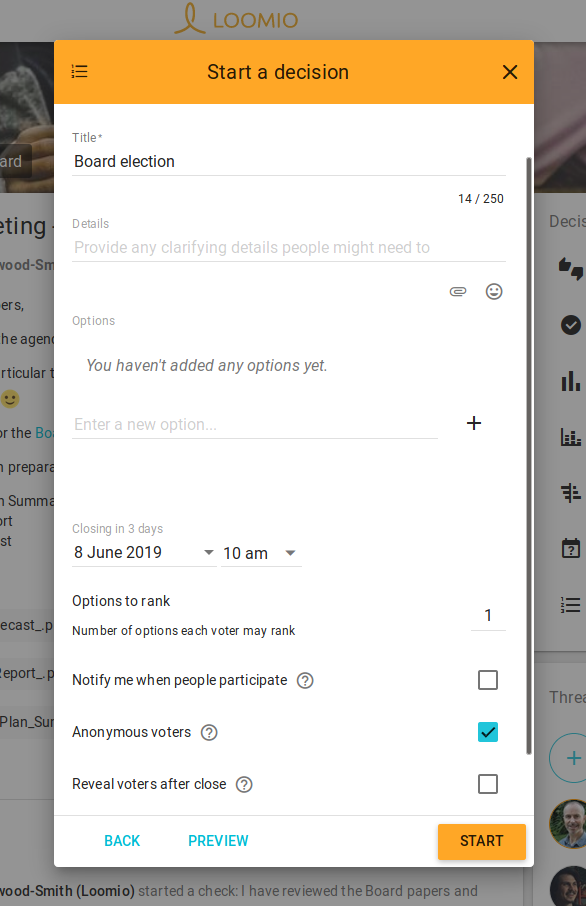 LOOMIO
Start a decision
Title*
Board election
14 / 250
Details
Provide any clarifying details people might need to
Options
You haven't added any options yet.
Enter a new option...
Closing in 3 days
8 June 2019
10 am
Options to rank
1
Number of options each voter may rank
Notify me when people participate
Anonymous voters
Reveal voters after close
BACK
PREVIEW
START
ard
eting
wood-Sm
ers,
he agen
rticular t
or the Bo
n prepara
n Summa
ort
st
ecast_.p
Report_.p
Plan_Sur
Decis
Threa
wood-Smith (Loomio) started a check: I have reviewed the Board papers and